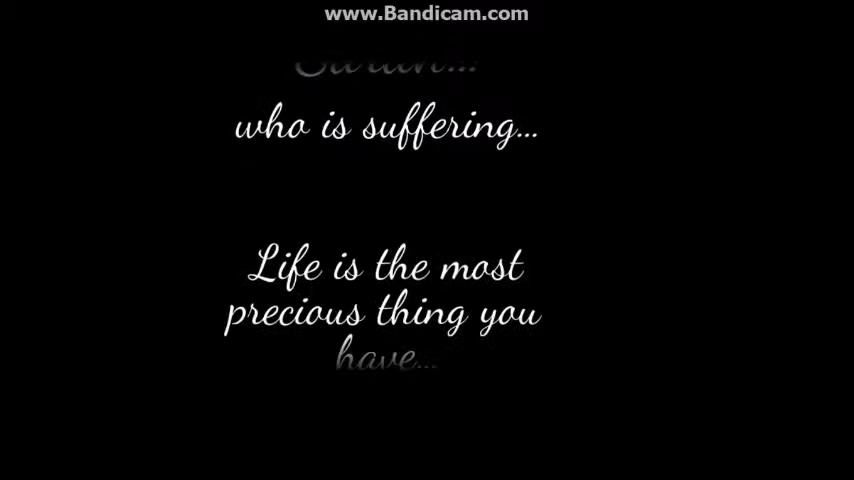 www.Bandicam.com
who is suffering...
Life is the most
precious thing you
have...